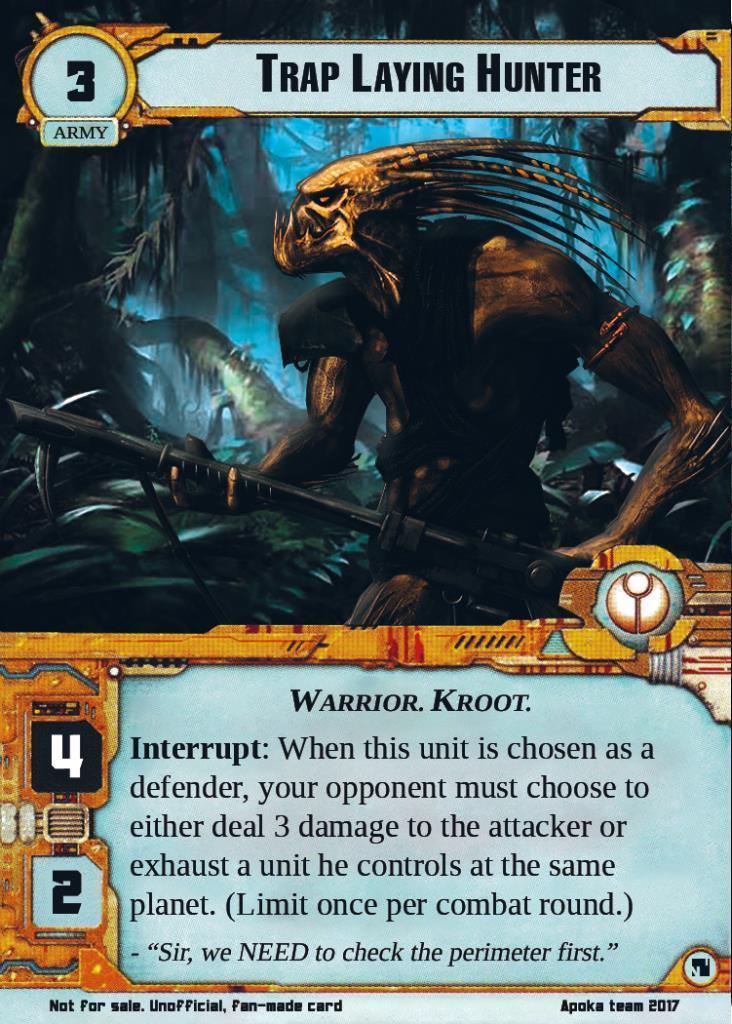 3
TRAP LAYING HUNTER
ARMY
WARRIOR. KROOT.
4
Interrupt: When this unit is chosen as a
defender, your opponent must choose to
either deal 3 damage to the attacker or
exhaust a unit he controls at the same
planet. (Limit once per combat round.)
2
- “Sir, we NEED to check the perimeter first.”
Not for sale. Unofficial, fan-made card
Apoka team 2017